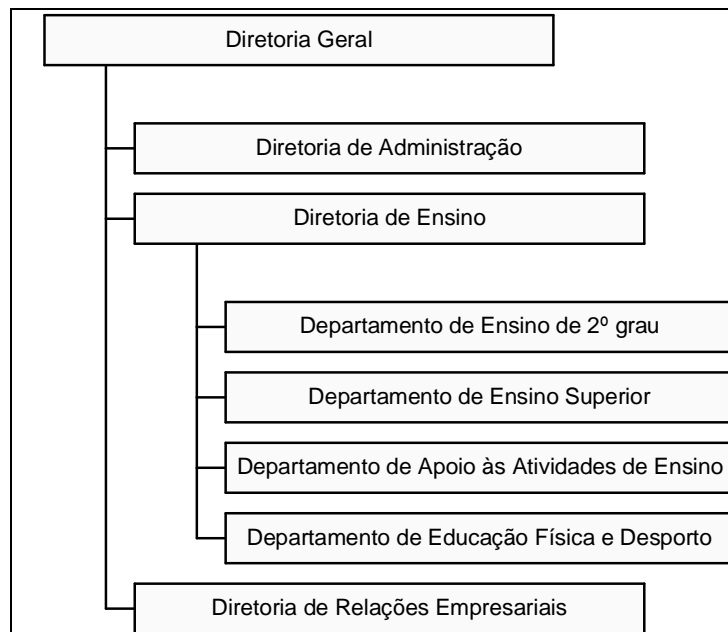 Diretoria Geral
Diretoria de Administração
Diretoria de Ensino
Departamento de Ensino de 2º grau
Departamento de Ensino Superior
Departamento de Apoio às Atividades de Ensino
Departamento de Educação Física e Desporto
Diretoria de Relações Empresariais